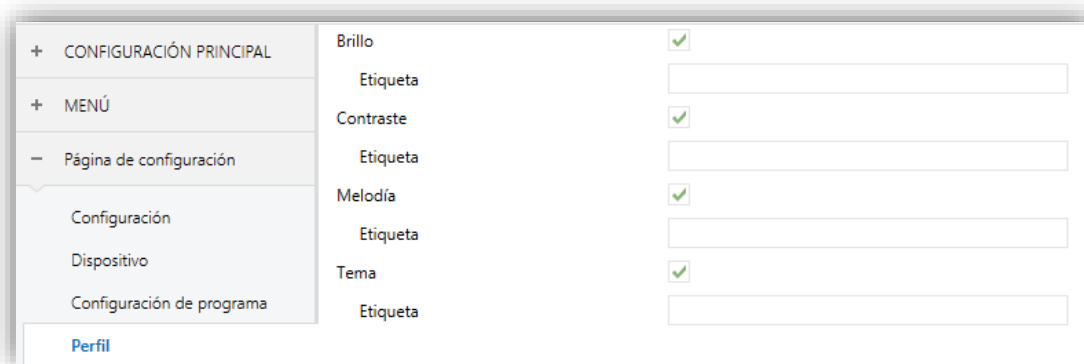 CONFIGURACIÓN PRINCIPAL
MENÚ
Página de configuración
Configuración
Dispositivo
Configuración de programa
Perfil
Brillo
Etiqueta
Contraste
Etiqueta
Melodía
Etiqueta
Tema
Etiqueta